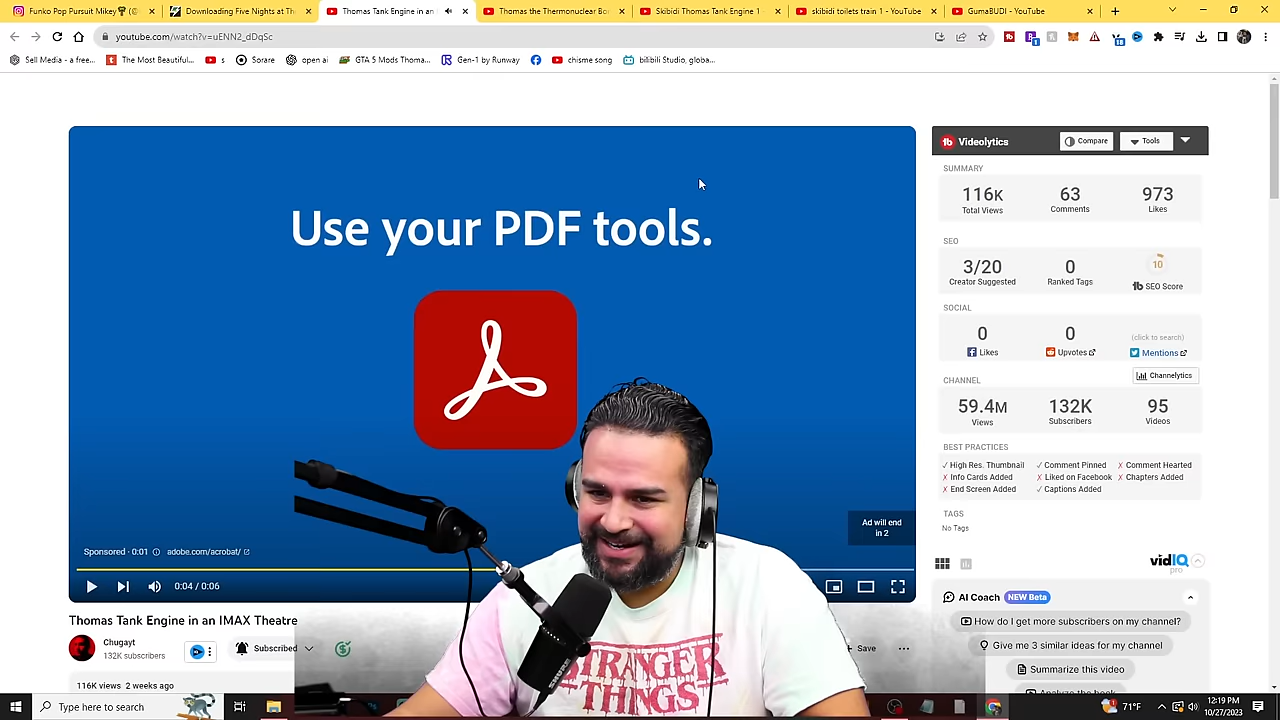 Funko Pop Pursuit Mikey🏆 (@
Downloading Five Nights at Th
Thomas Tank Engine in an
Thomas the Thermonuclear Bo
Skibidi Thomas Tank Engine 1
skibidi toilets train 1 - YouTube
GumaBUDI - YouTube
youtube.com/watch?v=uENN2_dDqSc
Sell Media - a free...
The Most Beautiful...
s
Sorare
open ai
GTA 5 Mods Thoma...
Gen-1 by Runway
chisme song
bilibili Studio, globa...
Use your PDF tools.
Ad will end
in 2
Sponsored · 0:01
adobe.com/acrobat/
0:04 / 0:06
Thomas Tank Engine in an IMAX Theatre
Chugayt
132K subscribers
Subscribed
Save
116K views 2 weeks ago
STRANGER
THINGS
Videolytics
Compare
Tools
SUMMARY
116K 63 973
Total Views Comments Likes
SEO
3/20 0 10
Creator Suggested Ranked Tags SEO Score
SOCIAL
0 0 (click to search)
Likes Upvotes Mentions
Channelytics
CHANNEL
59.4M 132K 95
Views Subscribers Videos
BEST PRACTICES
✓ High Res. Thumbnail ✓ Comment Pinned ✗ Comment Hearted
✗ Info Cards Added ✗ Liked on Facebook ✗ Chapters Added
✗ End Screen Added ✓ Captions Added
TAGS
No Tags
vidIQ
pro
AI Coach NEW Beta
How do I get more subscribers on my channel?
Give me 3 similar ideas for my channel
Summarize this video
Type here to search
71°F
12:19 PM
10/27/2023